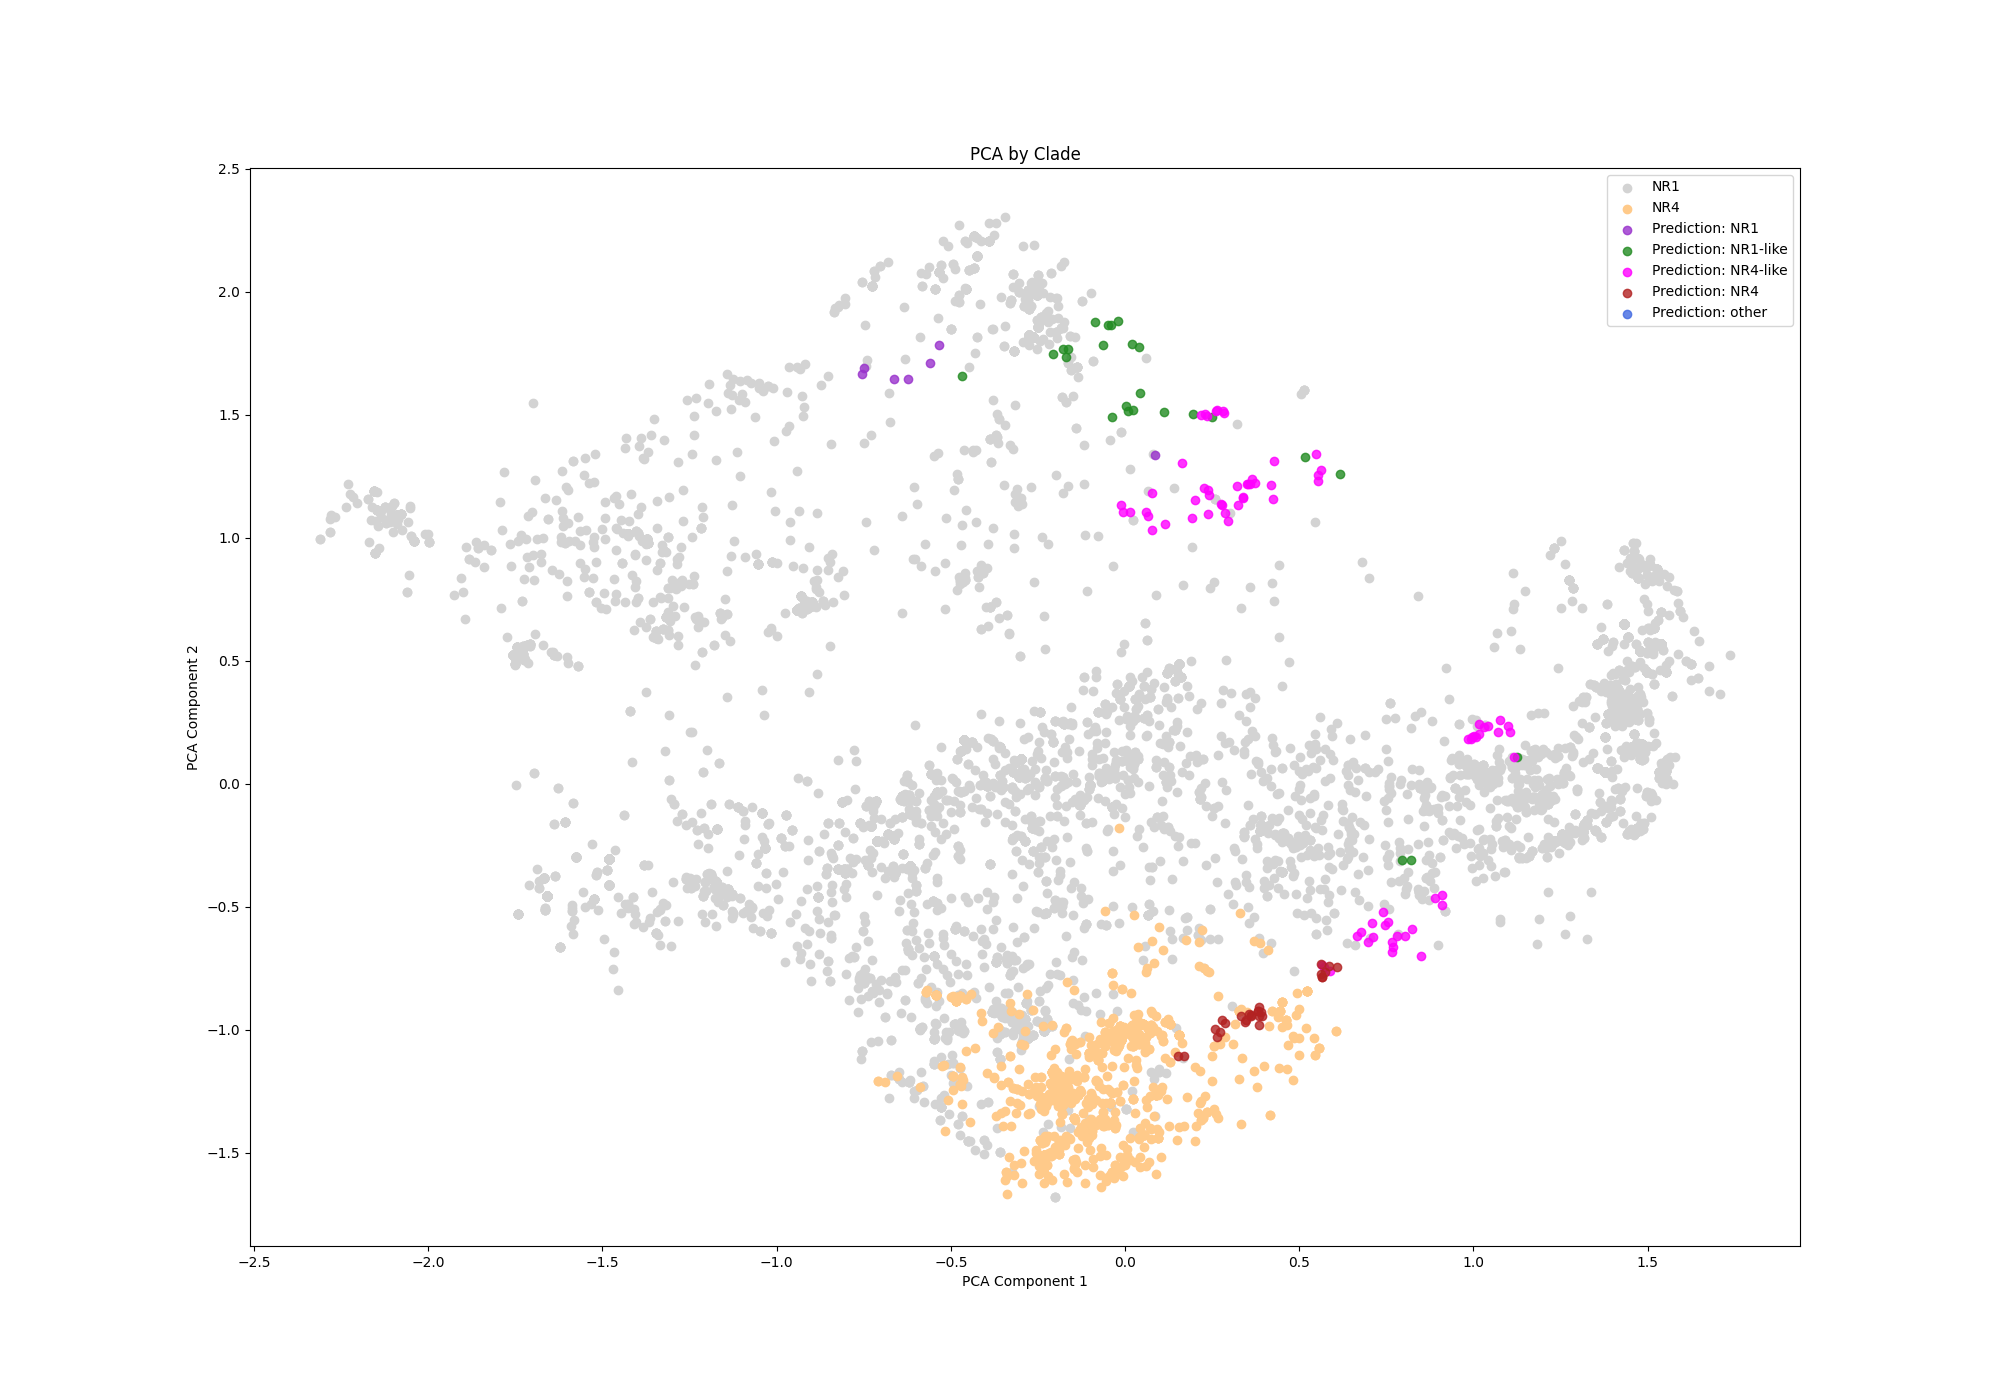 PCA by Clade
2.5
2.0
1.5
1.0
0.5
0.0
−0.5
−1.0
−1.5
PCA Component 2
NR1
NR4
Prediction: NR1
Prediction: NR1-like
Prediction: NR4-like
Prediction: NR4
Prediction: other
−2.5 −2.0 −1.5 −1.0 −0.5 0.0 0.5 1.0 1.5
PCA Component 1